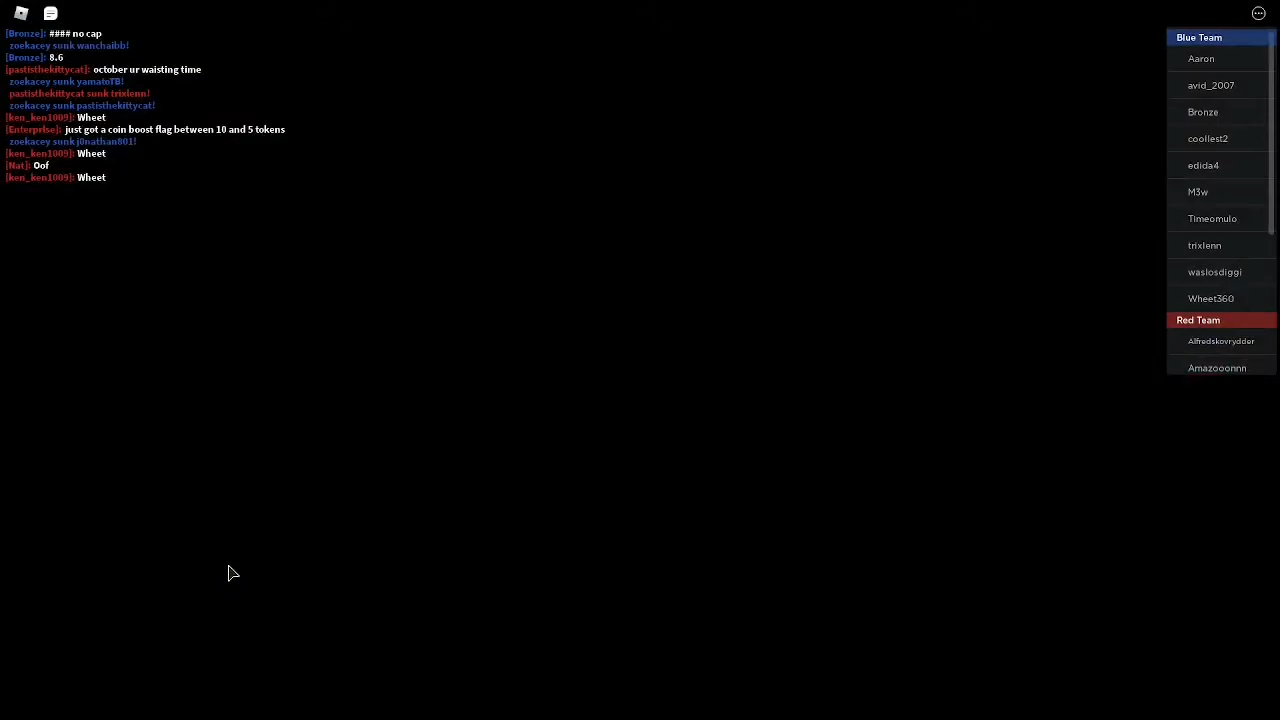 [Bronze]: #### no cap
zoekacey sunk wanchaibb!
[Bronze]: 8.6
[pastisthekittycat]: october ur waisting time
zoekacey sunk yamatoTB!
pastisthekittycat sunk trixlenn!
zoekacey sunk pastisthekittycat!
[ken_ken1009]: Wheet
[Enterprise]: just got a coin boost flag between 10 and 5 tokens
zoekacey sunk j0nathan801!
[ken_ken1009]: Wheet
[Nat]: Oof
[ken_ken1009]: Wheet
Blue Team
Aaron
avid_2007
Bronze
coollest2
edida4
M3w
Timeomulo
trixlenn
waslosdiggi
Wheet360
Red Team
Alfredskovrydder
Amazooonnn